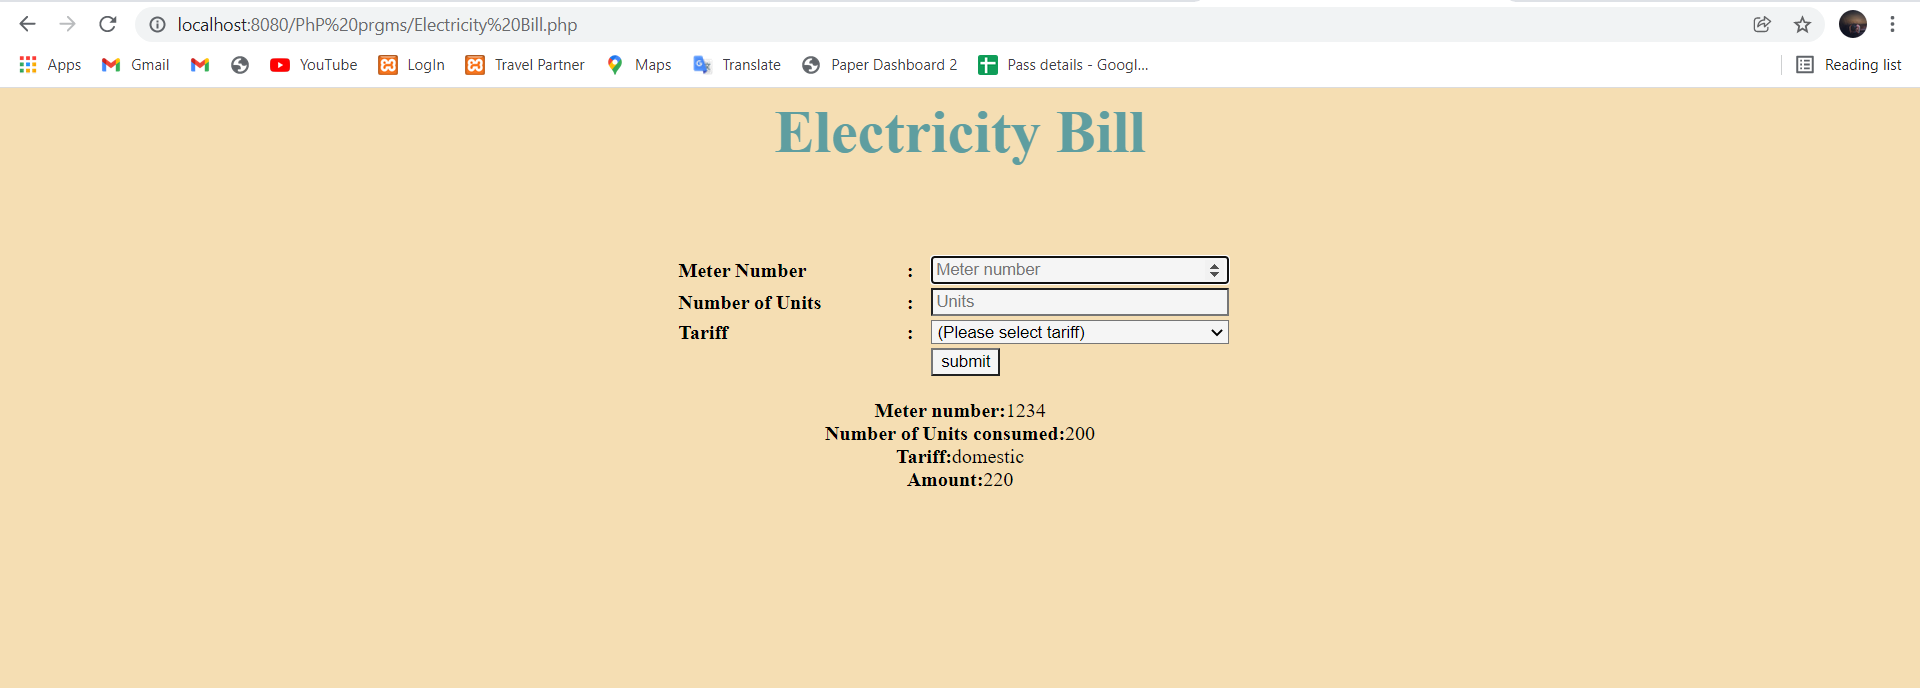 localhost:8080/PhP%20prgms/Electricity%20Bill.php
Apps Gmail YouTube LogIn Travel Partner Maps Translate Paper Dashboard 2 Pass details - Googl... Reading list
Electricity Bill
Meter Number : Meter number
Number of Units : Units
Tariff : (Please select tariff)
submit
Meter number:1234
Number of Units consumed:200
Tariff:domestic
Amount:220